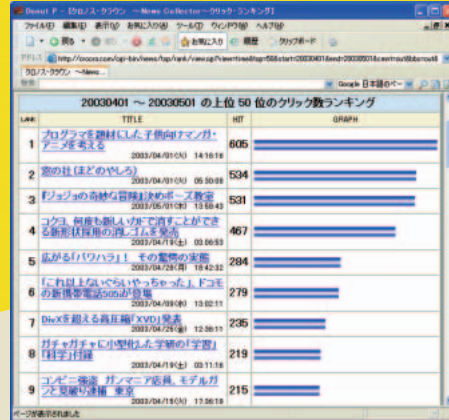 Donut P - [クロノス・クラウン ～News Collector～クリック・ランキング]
ファイル(F) 編集(E) 表示(V) お気に入り(B) ツール(T) ウィンドウ(W) ヘルプ(H)
戻る お気に入り 履歴 クリップボード
クロノス・クラウン ～News...
Google 日本語のペー
20030401 ～ 20030501 の上位 50 位のクリック数ランキング
RANK TITLE HIT GRAPH
1 プログラマを題材にした子供向けマンガ・アニメを考える 605
2003/04/01(火) 14:16:16
2 窓の社(まどのやしろ) 534
2003/04/01(火) 05:30:08
3 『ジョジョの奇妙な冒険』決めポーズ教室 531
2003/05/01(木) 13:58:43
4 コクヨ、何度も新しいカドで消すことができる新形状採用の消しゴムを発売 467
2003/04/19(土) 03:06:53
5 広がる「パワハラ」！ その驚愕の実態 284
2003/04/28(月) 18:42:32
6 「これ以上ないぐらいやっちゃった」、ドコモの新携帯電話505iが登場 279
2003/04/09(水) 13:02:11
7 DivXを超える高圧縮「XVD」発表 235
2003/04/25(金) 12:36:11
8 ガチャガチャに小型化した学研の「学習」「科学」付録 219
2003/04/19(土) 03:11:16
9 コンビニ強盗 ガンマニア店員、モデルガンと見破り逮捕 東京 215
2003/04/15(火) 17:36:19
ページが表示されました